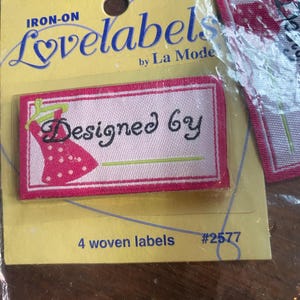 IRON-ON
Lovelabels
by La Mode
Designed by
4 woven labels #2577